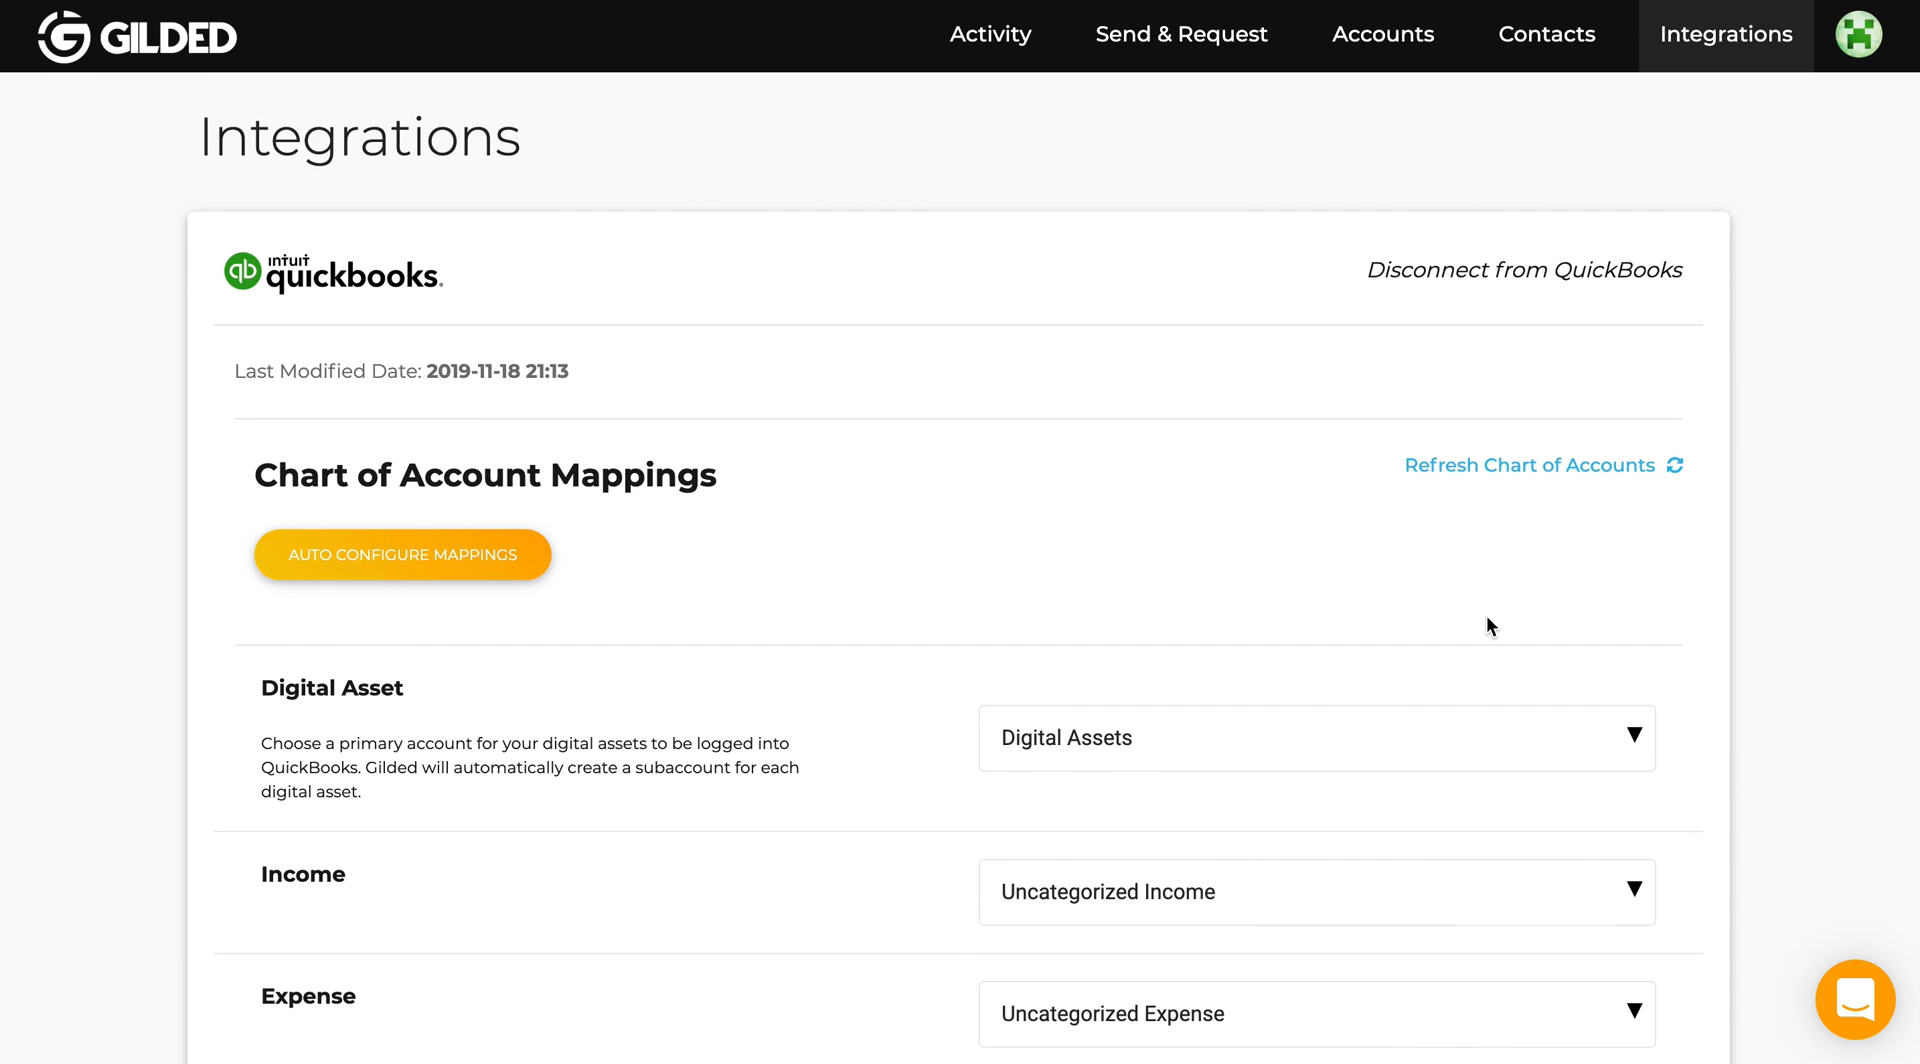 GILDED
Activity
Send & Request
Accounts
Contacts
Integrations
Integrations
qb intuit quickbooks.
Disconnect from QuickBooks
Last Modified Date: 2019-11-18 21:13
Chart of Account Mappings
Refresh Chart of Accounts
AUTO CONFIGURE MAPPINGS
Digital Asset
Choose a primary account for your digital assets to be logged into
QuickBooks. Gilded will automatically create a subaccount for each
digital asset.
Digital Assets
Income
Uncategorized Income
Expense
Uncategorized Expense